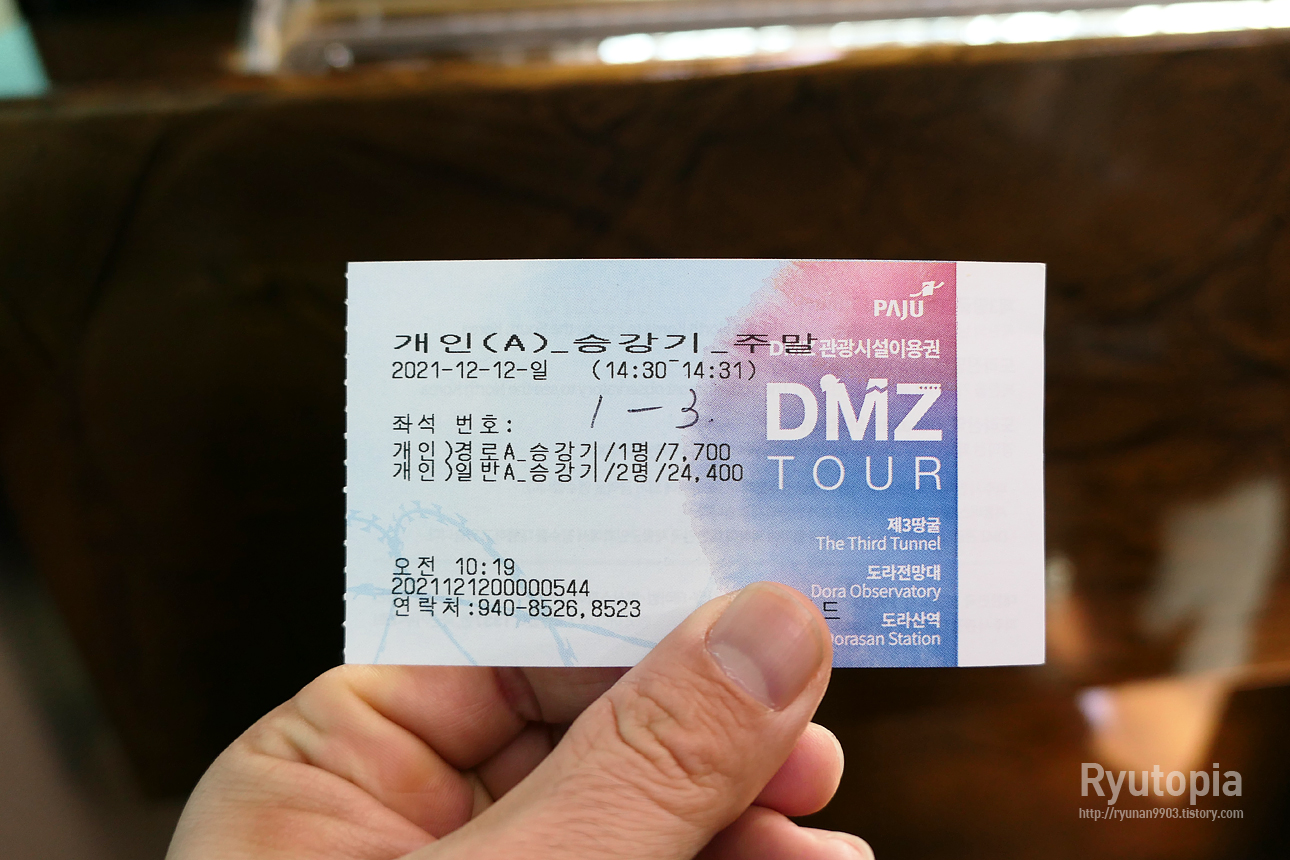 개인(A)_승강기_주말
2021-12-12-일 (14:30~14:31)
좌석 번호: 1-3.
개인)경로A_승강기/1명/7,700
개인)일반A_승강기/2명/24,400
오전 10:19
2021121200000544
연락처:940-8526,8523
드
PAJU
관광시설이용권
DMZ
TOUR
제3땅굴
The Third Tunnel
도라전망대
Dora Observatory
도라산역
Dorasan Station
Ryutopia
http://ryunan9903.tistory.com